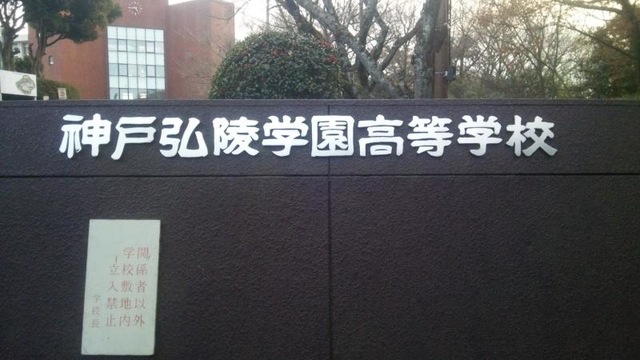 神戸弘陵学園高等学校
関係者以外
学校敷地内
立入禁止
学校長